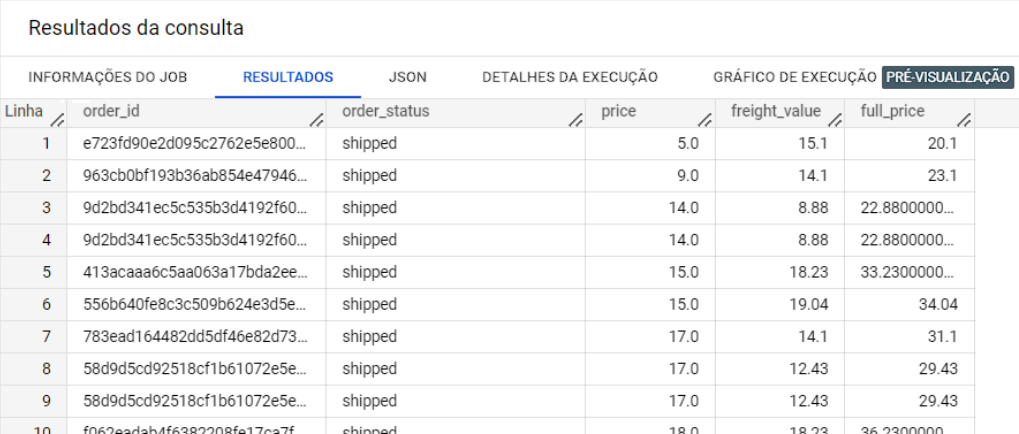 Resultados da consulta
INFORMAÇÕES DO JOB RESULTADOS JSON DETALHES DA EXECUÇÃO GRÁFICO DE EXECUÇÃO PRÉ-VISUALIZAÇÃO
Linha order_id order_status price freight_value full_price
1 e723fd90e2d095c2762e5e800... shipped 5.0 15.1 20.1
2 963cb0bf193b36ab854e47946... shipped 9.0 14.1 23.1
3 9d2bd341ec5c535b3d4192f60... shipped 14.0 8.88 22.8800000...
4 9d2bd341ec5c535b3d4192f60... shipped 14.0 8.88 22.8800000...
5 413acaaa6c5aa063a17bda2ee... shipped 15.0 18.23 33.2300000...
6 556b640fe8c3c509b624e3d5e... shipped 15.0 19.04 34.04
7 783ead164482dd5df46e82d73... shipped 17.0 14.1 31.1
8 58d9d5cd92518cf1b61072e5e... shipped 17.0 12.43 29.43
9 58d9d5cd92518cf1b61072e5e... shipped 17.0 12.43 29.43
10 f062eadab4f6382208fe17ca7f... shipped 18.0 18.23 36.2300000...